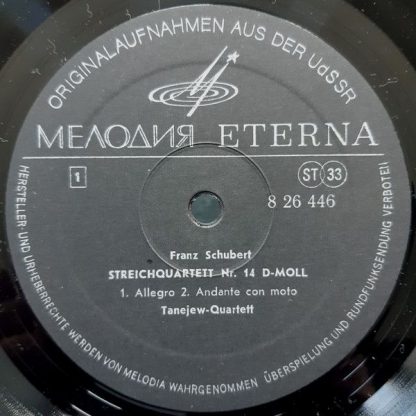 ORIGINALAUFNAHMEN AUS DER UdSSR
МЕЛОДИЯ ETERNA
1
ST 33
8 26 446
Franz Schubert
STREICHQUARTETT Nr. 14 D-MOLL
1. Allegro 2. Andante con moto
Tanejew-Quartett
HERSTELLER-UND URHEBERRECHTE WERDEN VON MELODIA WAHRGENOMMEN ÜBERSPIELUNG UND RUNDFUNKSENDUNG VERBOTEN